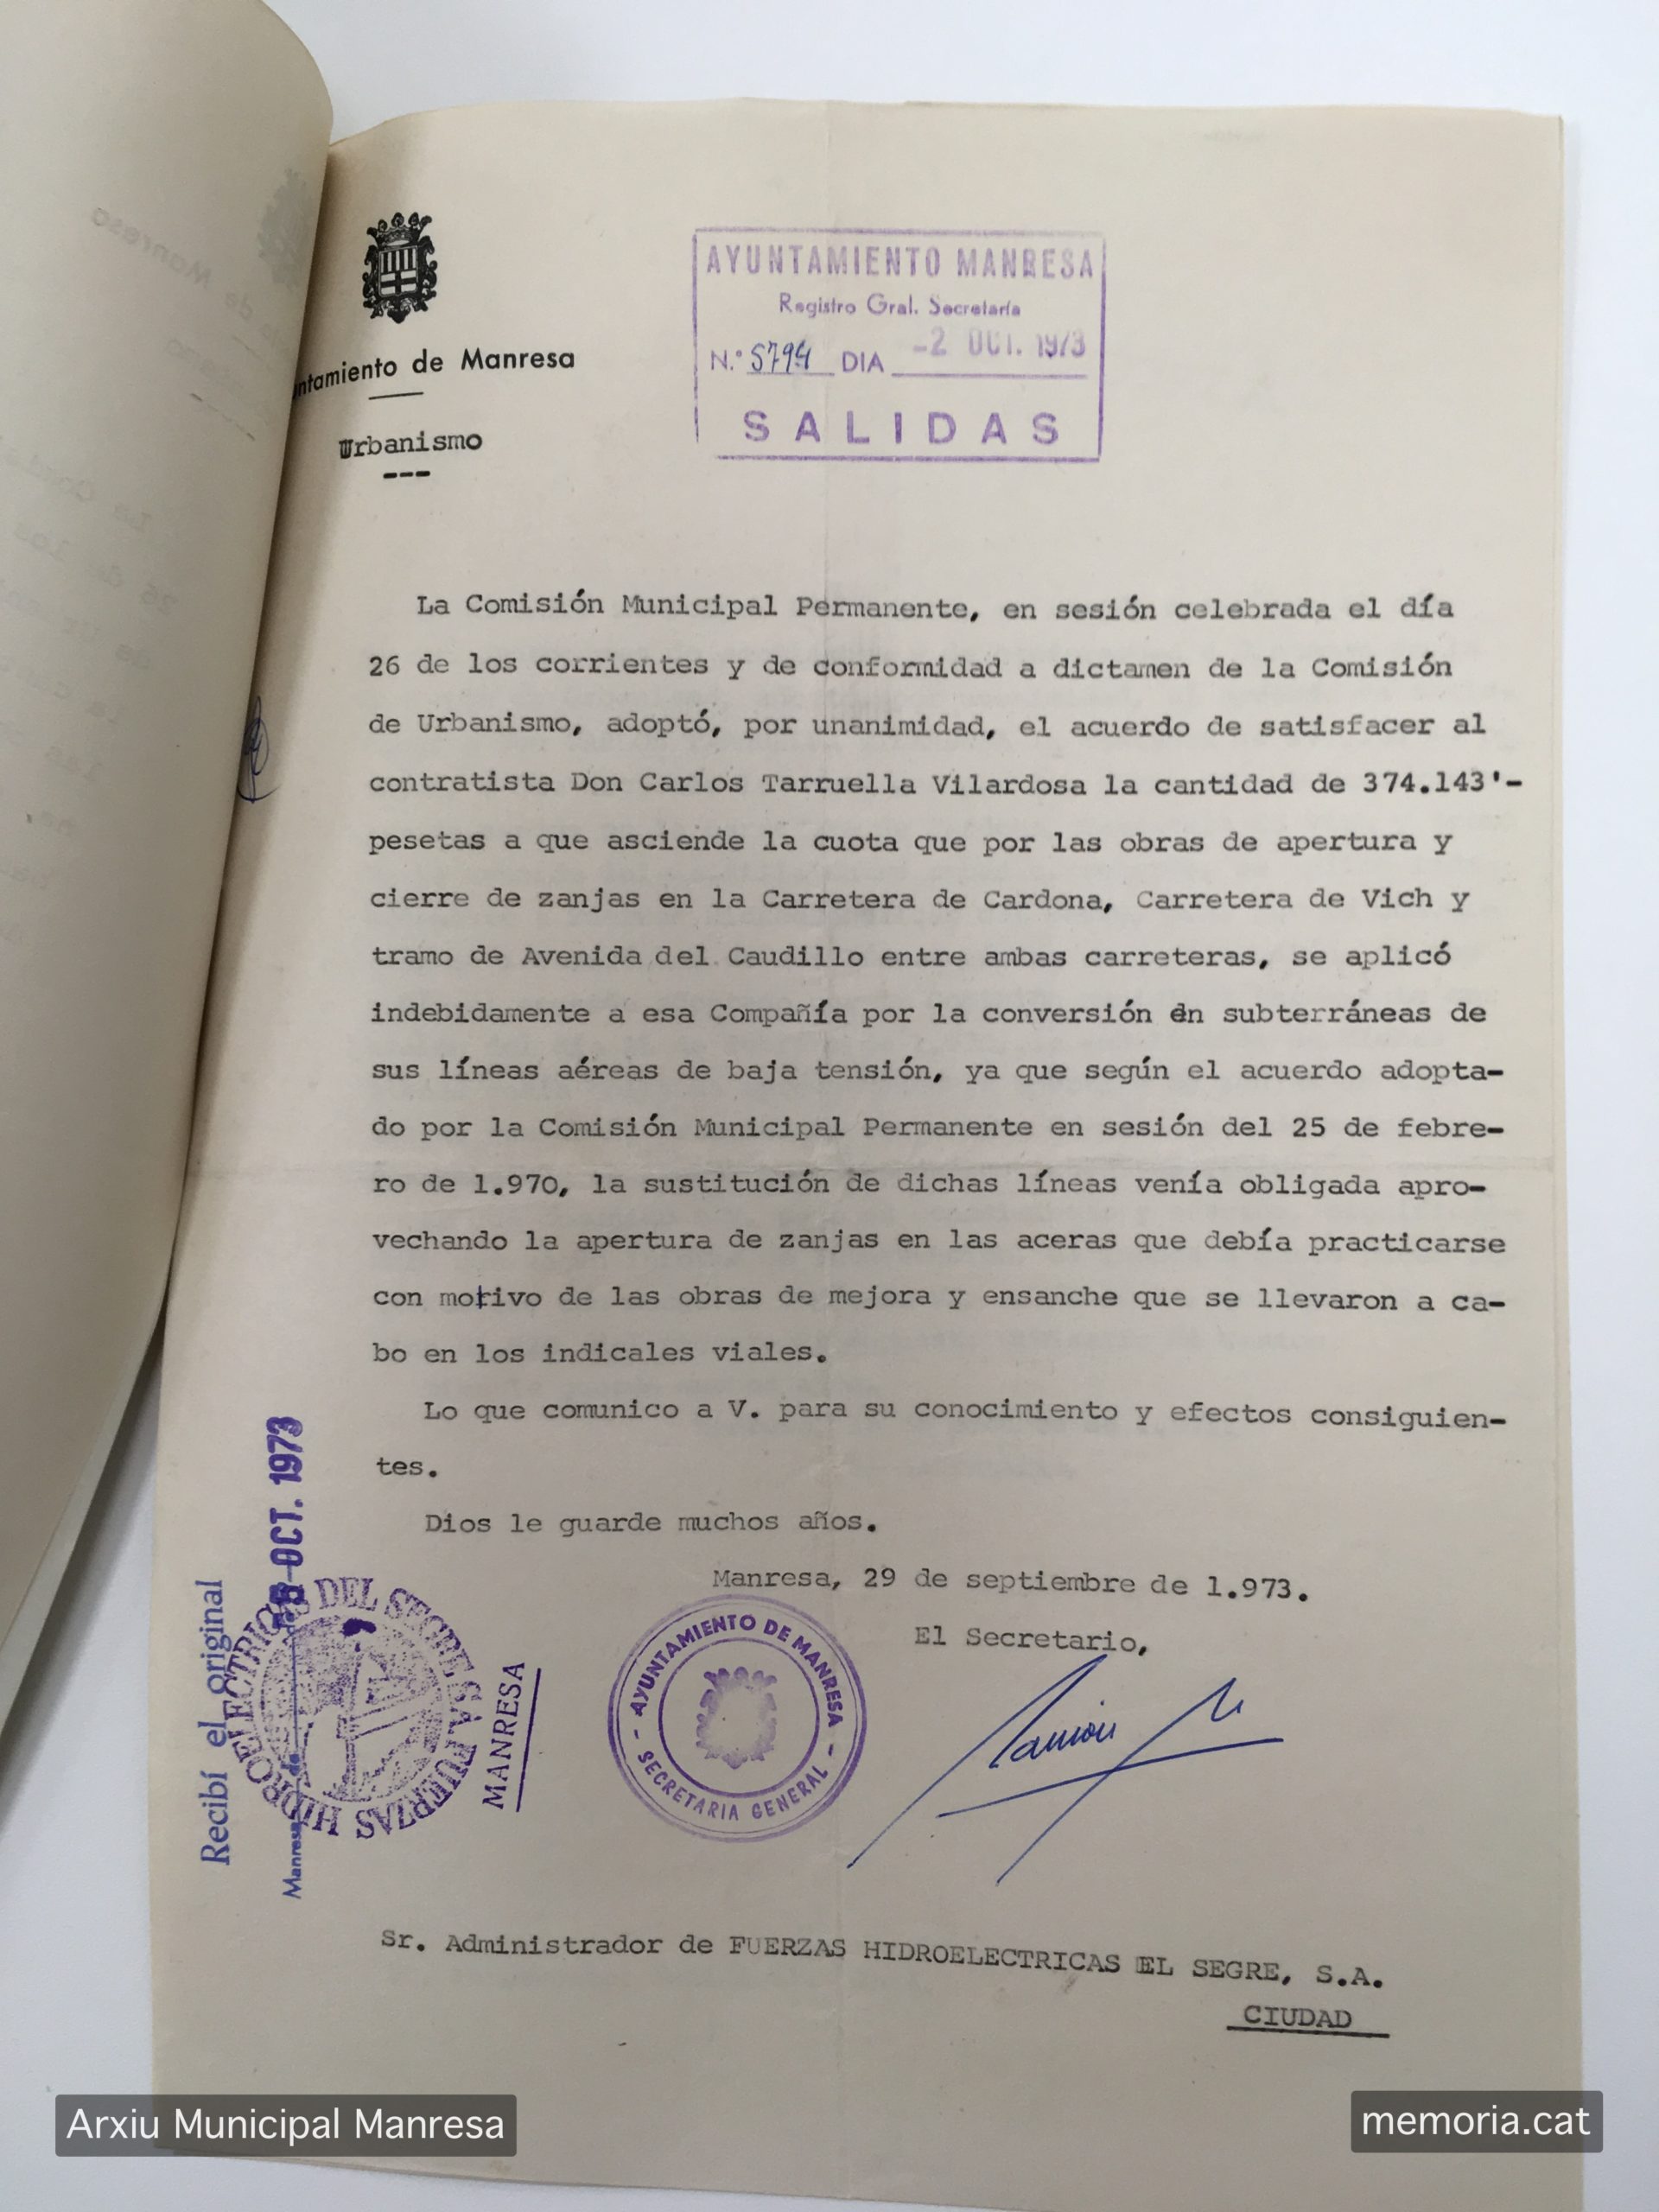 ntamiento de Manresa
Urbanismo
---
AYUNTAMIENTO MANRESA
Registro Gral. Secretaría
N.º 5794 DIA -2 OCT. 1973
SALIDAS
La Comisión Municipal Permanente, en sesión celebrada el día
26 de los corrientes y de conformidad a dictamen de la Comisión
de Urbanismo, adoptó, por unanimidad, el acuerdo de satisfacer al
contratista Don Carlos Tarruella Vilardosa la cantidad de 374.143'-
pesetas a que asciende la cuota que por las obras de apertura y
cierre de zanjas en la Carretera de Cardona, Carretera de Vich y
tramo de Avenida del Caudillo entre ambas carreteras, se aplicó
indebidamente a esa Compañía por la conversión en subterráneas de
sus líneas aéreas de baja tensión, ya que según el acuerdo adopta-
do por la Comisión Municipal Permanente en sesión del 25 de febre-
ro de 1.970, la sustitución de dichas líneas venía obligada apro-
vechando la apertura de zanjas en las aceras que debía practicarse
con motivo de las obras de mejora y ensanche que se llevaron a ca-
bo en los indicales viales.
Lo que comunico a V. para su conocimiento y efectos consiguien-
tes.
Dios le guarde muchos años.
Manresa, 29 de septiembre de 1.973.
El Secretario,
Recibí el original
Manresa, de OCT. 1973
FUERZAS HIDROELECTRICAS DEL SEGRE S.A.
MANRESA
AYUNTAMIENTO DE MANRESA
- SECRETARIA GENERAL -
Sr. Administrador de FUERZAS HIDROELECTRICAS EL SEGRE, S.A.
CIUDAD
Arxiu Municipal Manresa
memoria.cat